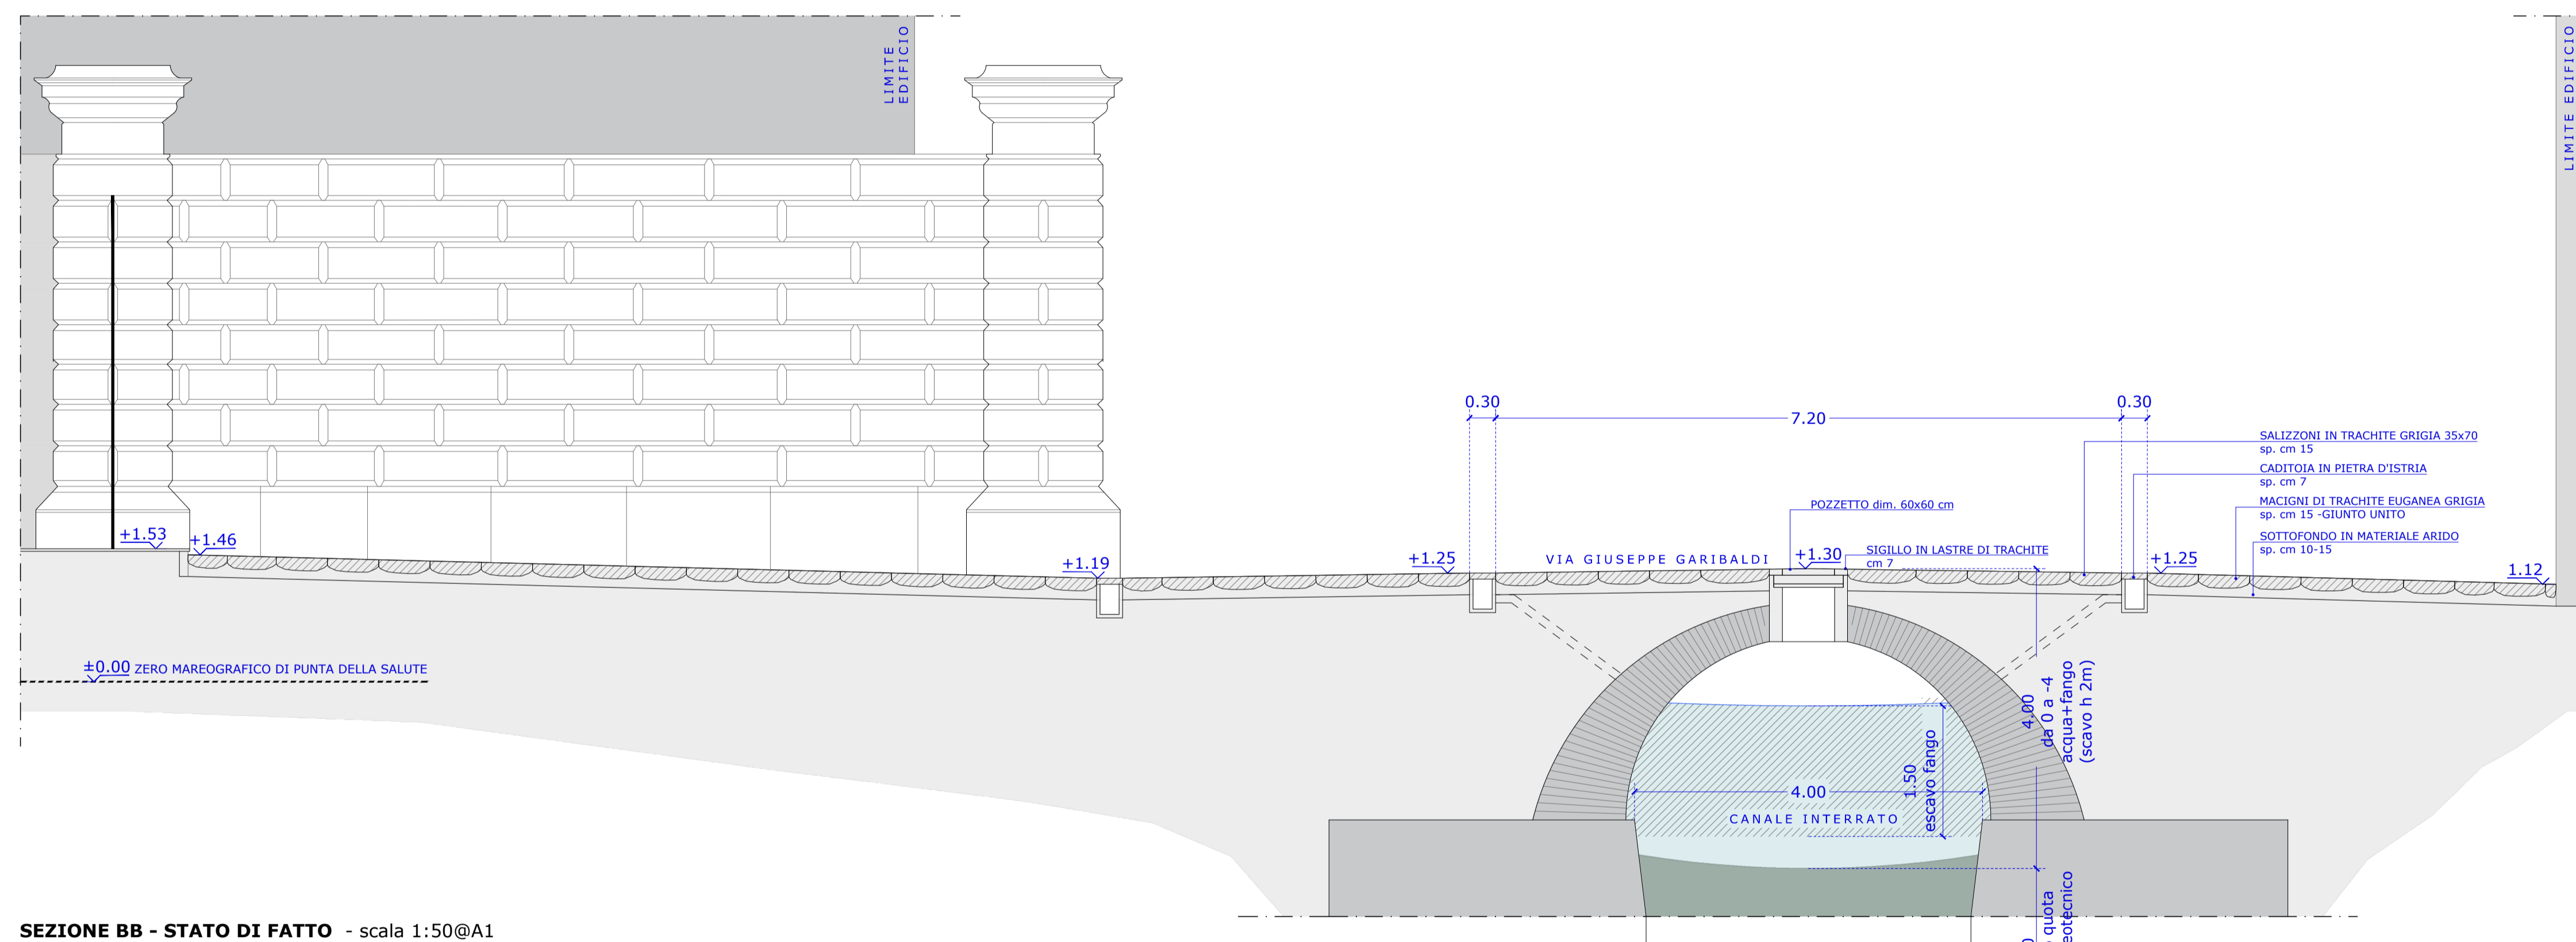 LIMITE
EDIFICIO
LIMITE EDIFICIO
0.30
7.20
0.30
SALIZZONI IN TRACHITE GRIGIA 35x70
sp. cm 15
CADITOIA IN PIETRA D'ISTRIA
sp. cm 7
MACIGNI DI TRACHITE EUGANEA GRIGIA
sp. cm 15 -GIUNTO UNITO
SOTTOFONDO IN MATERIALE ARIDO
sp. cm 10-15
POZZETTO dim. 60x60 cm
SIGILLO IN LASTRE DI TRACHITE
cm 7
+1.53
+1.46
+1.19
+1.25
VIA GIUSEPPE GARIBALDI
+1.30
+1.25
1.12
±0.00 ZERO MAREOGRAFICO DI PUNTA DELLA SALUTE
4.00
da 0 a -4
acqua+fango
(scavo h 2m)
1.50
escavo fango
4.00
CANALE INTERRATO
quota
eotecnico
SEZIONE BB - STATO DI FATTO - scala 1:50@A1